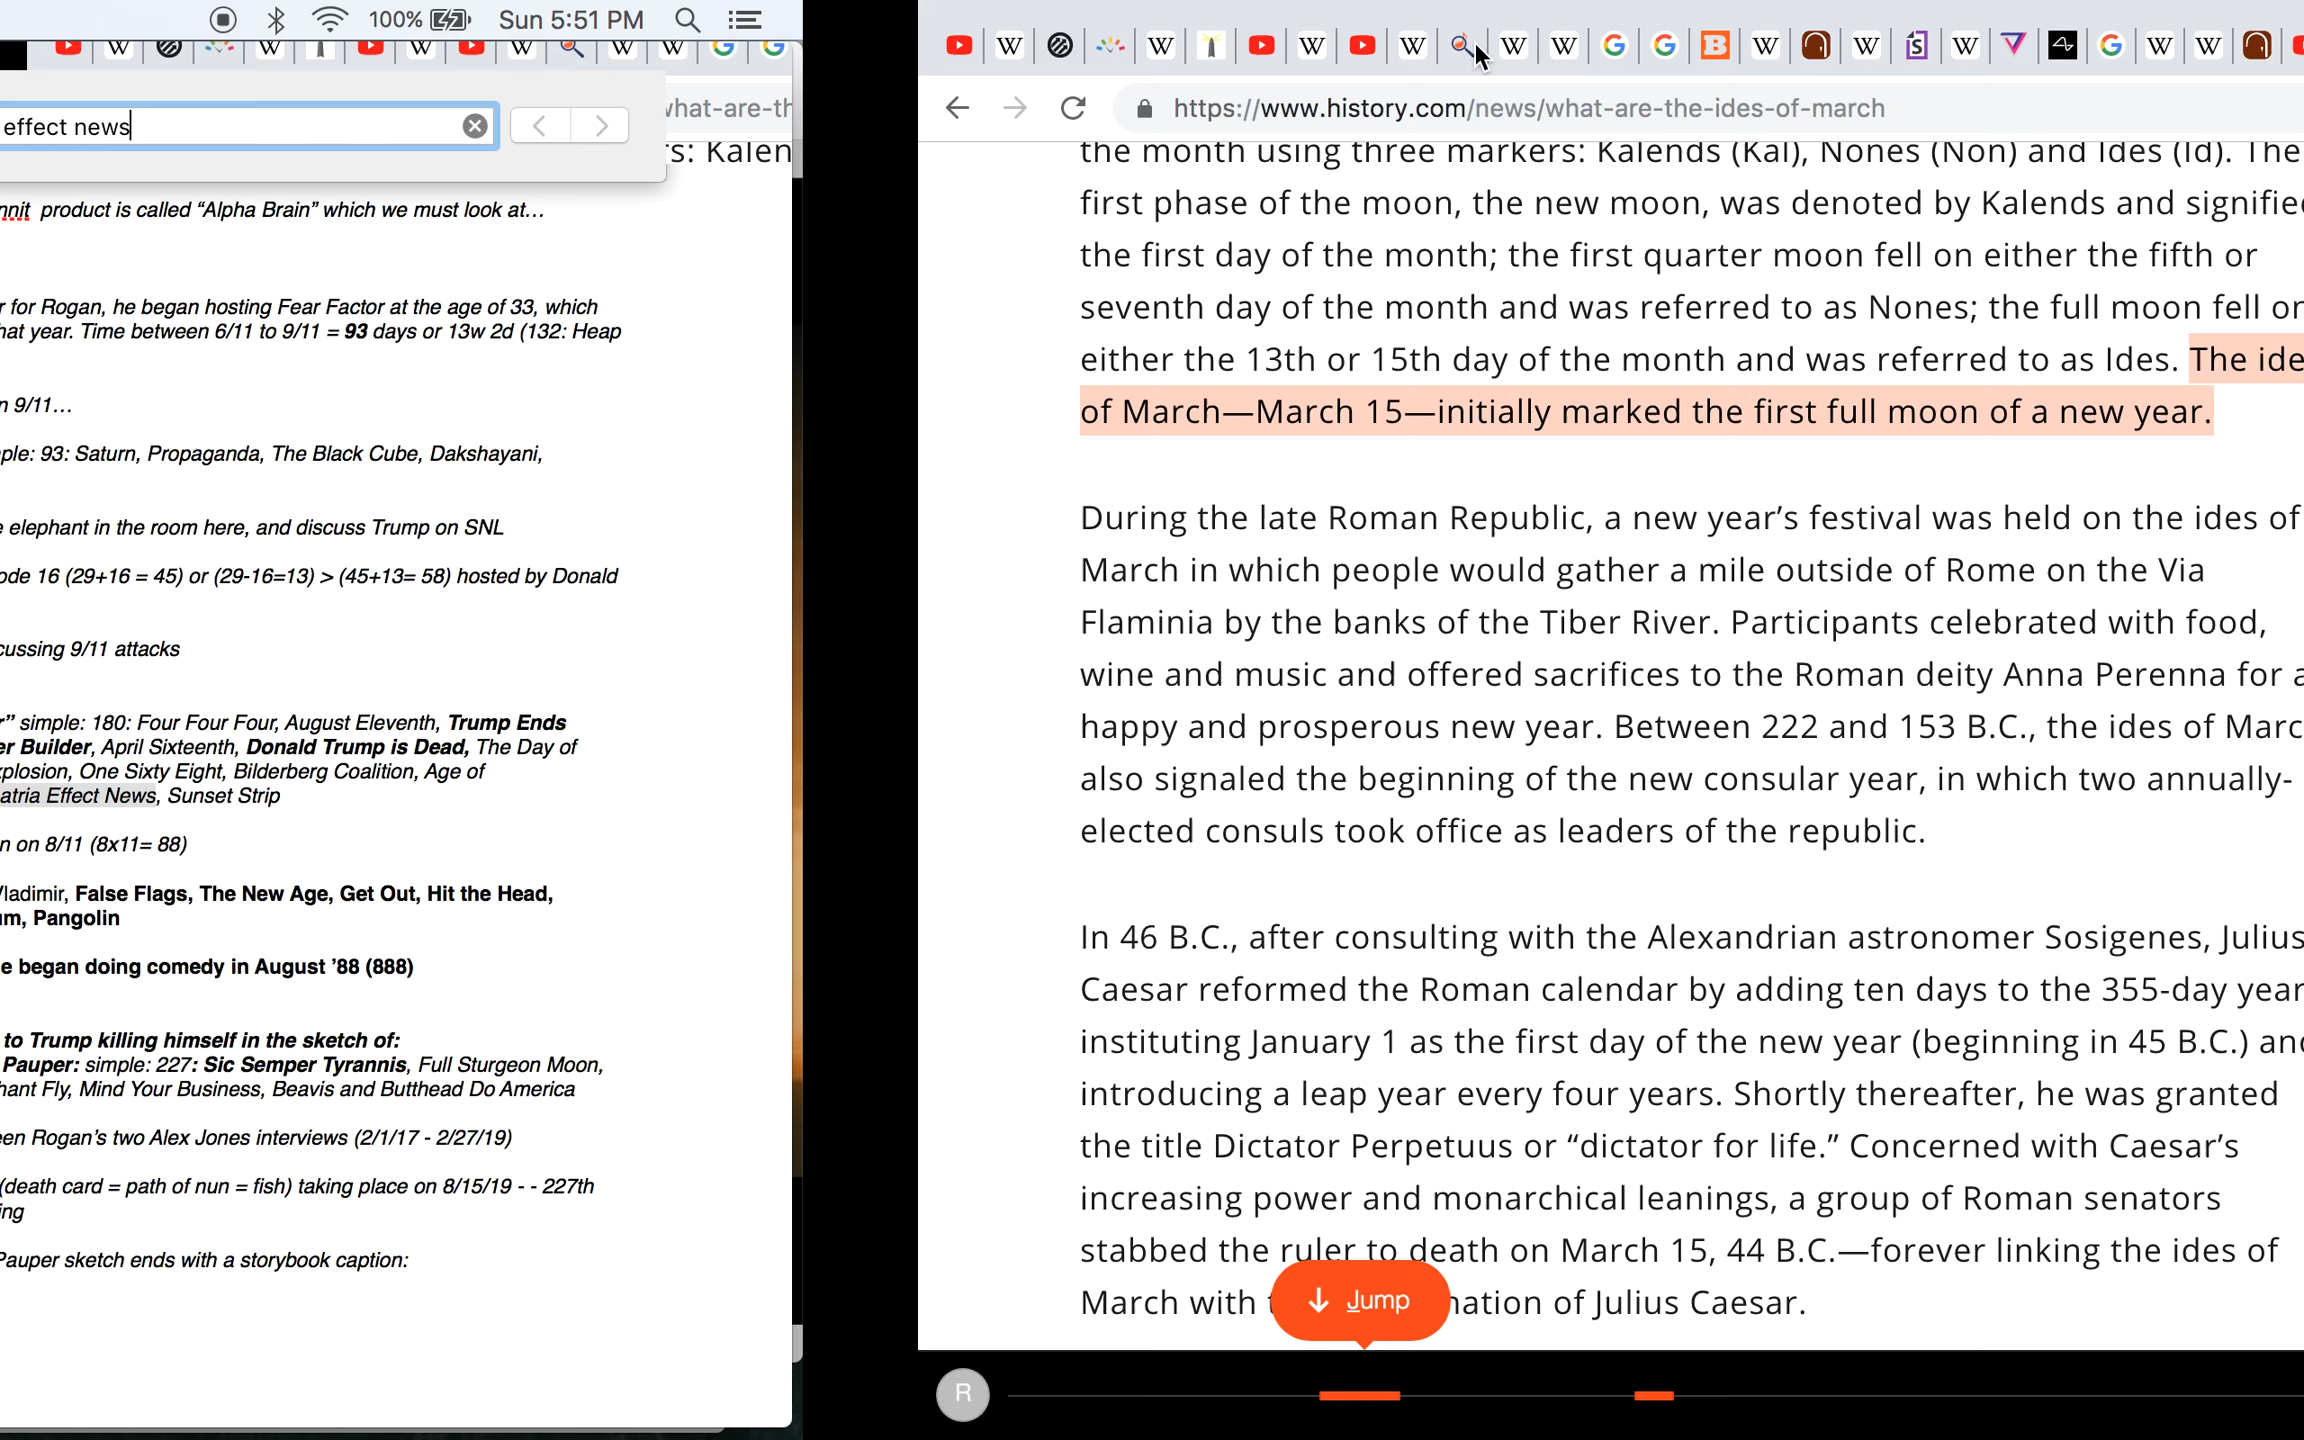 100%
Sun 5:51 PM
effect news
what-are-th
s: Kalen
nnit product is called “Alpha Brain” which we must look at…
r for Rogan, he began hosting Fear Factor at the age of 33, which
hat year. Time between 6/11 to 9/11 = 93 days or 13w 2d (132: Heap
n 9/11…
ple: 93: Saturn, Propaganda, The Black Cube, Dakshayani,
e elephant in the room here, and discuss Trump on SNL
ode 16 (29+16 = 45) or (29-16=13) > (45+13= 58) hosted by Donald
cussing 9/11 attacks
r” simple: 180: Four Four Four, August Eleventh, Trump Ends
er Builder, April Sixteenth, Donald Trump is Dead, The Day of
xplosion, One Sixty Eight, Bilderberg Coalition, Age of
atria Effect News, Sunset Strip
n on 8/11 (8x11= 88)
Vladimir, False Flags, The New Age, Get Out, Hit the Head,
um, Pangolin
e began doing comedy in August ’88 (888)
to Trump killing himself in the sketch of:
Pauper: simple: 227: Sic Semper Tyrannis, Full Sturgeon Moon,
hant Fly, Mind Your Business, Beavis and Butthead Do America
een Rogan’s two Alex Jones interviews (2/1/17 - 2/27/19)
(death card = path of nun = fish) taking place on 8/15/19 - - 227th
ing
Pauper sketch ends with a storybook caption:
https://www.history.com/news/what-are-the-ides-of-march
the month using three markers: Kalends (Kal), Nones (Non) and Ides (Id). The
first phase of the moon, the new moon, was denoted by Kalends and signifie
the first day of the month; the first quarter moon fell on either the fifth or
seventh day of the month and was referred to as Nones; the full moon fell on
either the 13th or 15th day of the month and was referred to as Ides. The ide
of March—March 15—initially marked the first full moon of a new year.
During the late Roman Republic, a new year’s festival was held on the ides of
March in which people would gather a mile outside of Rome on the Via
Flaminia by the banks of the Tiber River. Participants celebrated with food,
wine and music and offered sacrifices to the Roman deity Anna Perenna for a
happy and prosperous new year. Between 222 and 153 B.C., the ides of Marc
also signaled the beginning of the new consular year, in which two annually-
elected consuls took office as leaders of the republic.
In 46 B.C., after consulting with the Alexandrian astronomer Sosigenes, Julius
Caesar reformed the Roman calendar by adding ten days to the 355-day year
instituting January 1 as the first day of the new year (beginning in 45 B.C.) and
introducing a leap year every four years. Shortly thereafter, he was granted
the title Dictator Perpetuus or “dictator for life.” Concerned with Caesar’s
increasing power and monarchical leanings, a group of Roman senators
stabbed the ruler to death on March 15, 44 B.C.—forever linking the ides of
March with nation of Julius Caesar.
Jump
R